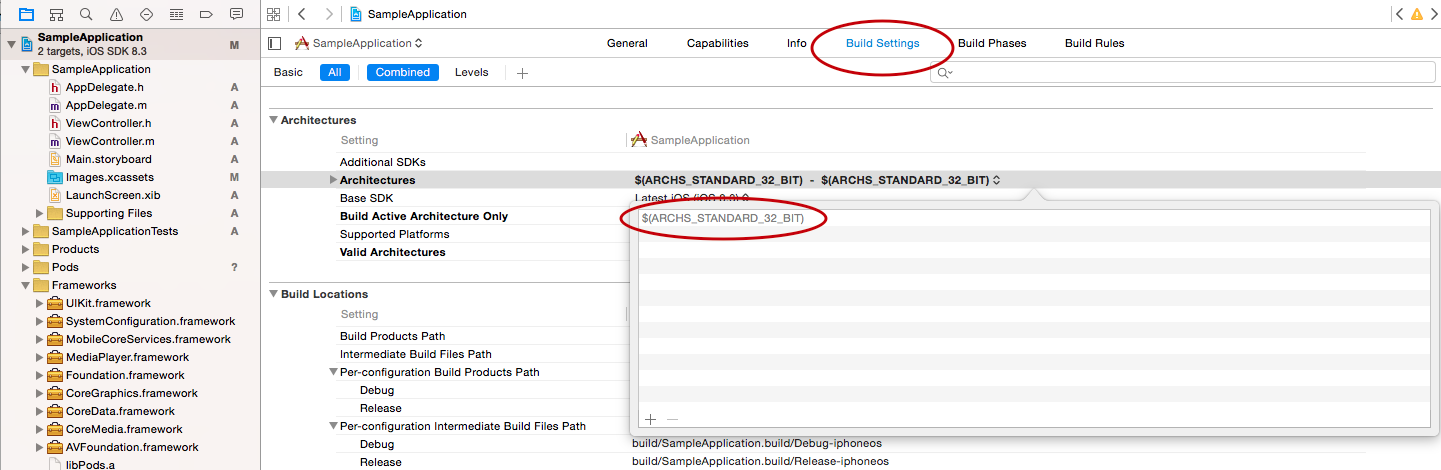 SampleApplication
SampleApplication
2 targets, iOS SDK 8.3
M
SampleApplication
AppDelegate.h
A
AppDelegate.m
A
ViewController.h
A
ViewController.m
A
Main.storyboard
A
Images.xcassets
M
LaunchScreen.xib
A
Supporting Files
A
SampleApplicationTests
A
Products
Pods
?
Frameworks
UIKit.framework
SystemConfiguration.framework
MobileCoreServices.framework
MediaPlayer.framework
Foundation.framework
CoreGraphics.framework
CoreData.framework
CoreMedia.framework
AVFoundation.framework
libPods.a
SampleApplication
General
Capabilities
Info
Build Settings
Build Phases
Build Rules
Basic
All
Combined
Levels
Architectures
Setting
SampleApplication
Additional SDKs
Architectures
$(ARCHS_STANDARD_32_BIT) - $(ARCHS_STANDARD_32_BIT)
Base SDK
Latest iOS (iOS 8.3)
Build Active Architecture Only
Supported Platforms
Valid Architectures
$(ARCHS_STANDARD_32_BIT)
Build Locations
Setting
Build Products Path
Intermediate Build Files Path
Per-configuration Build Products Path
Debug
Release
Per-configuration Intermediate Build Files Path
Debug
build/SampleApplication.build/Debug-iphoneos
Release
build/SampleApplication.build/Release-iphoneos